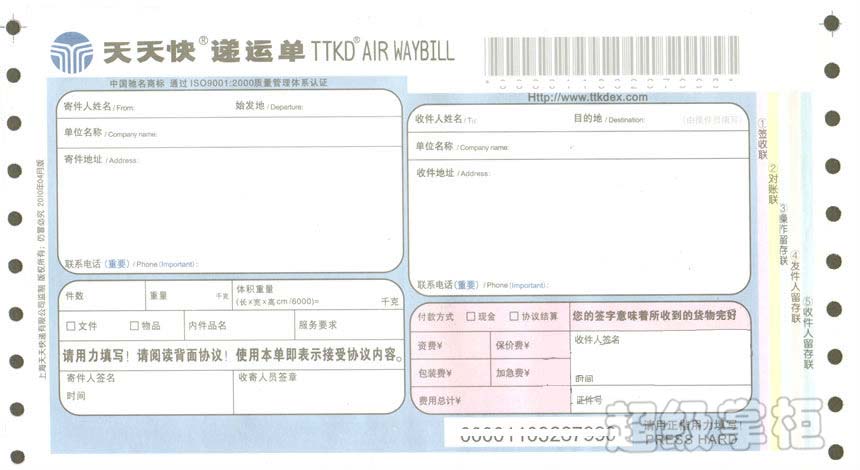 天天快®递运单 TTKD® AIR WAYBILL
中国驰名商标 通过ISO9001:2000质量管理体系认证
Http://www.ttkdex.com
寄件人姓名 / From: 始发地 / Departure:
单位名称 / Company name:
寄件地址 / Address:
联系电话（重要）/ Phone (Important) :
收件人姓名 / To: 目的地 / Destination:
单位名称 / Company name:
收件地址 / Address:
联系电话（重要）/ Phone (Important) :
件数 重量 千克 体积重量
(长×宽×高cm/6000)= 千克
□ 文件 □ 物品 内件品名 服务要求
请用力填写！请阅读背面协议！使用本单即表示接受协议内容。
寄件人签名 收寄人员签章
时间
付款方式 □ 现金 □ 协议结算 您的签字意味着所收到的货物完好
资费¥ 保价费¥ 收件人签名
包装费¥ 加急费¥ 时间
费用总计¥ 证件号
请用正楷用力填写！
PRESS HARD
①签收联
②对账联
③操作留存联
④发件人留存联
⑤收件人留存联
上海天天快递有限公司监制 版权所有；仿冒必究 2010年04月版
超级掌柜